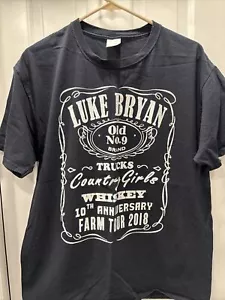 LUKE BRYAN
Old
No.9
BRAND
TRUCKS
Country Girls
WHISKEY
10TH ANNIVERSARY
FARM TOUR 2018